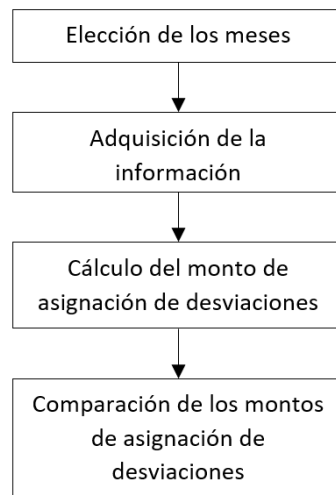 Elección de los meses
Adquisición de la
información
Cálculo del monto de
asignación de desviaciones
Comparación de los montos
de asignación de
desviaciones